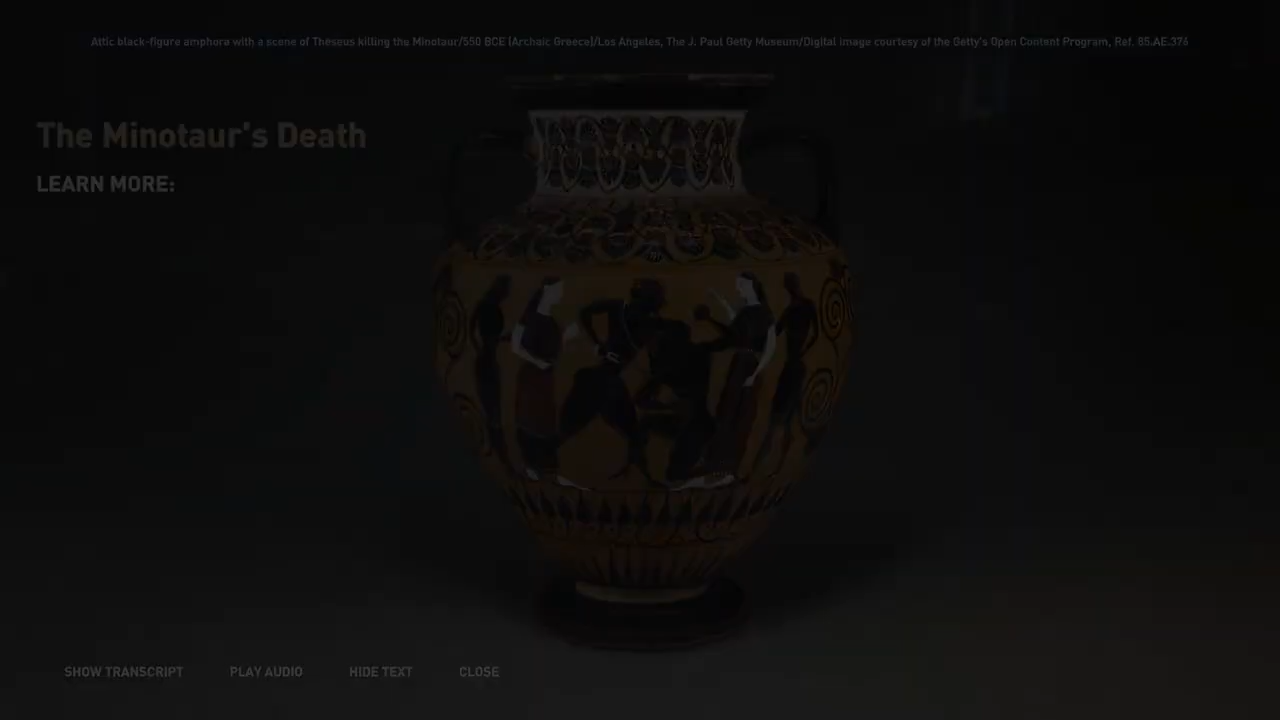 Attic black-figure amphora with a scene of Theseus killing the Minotaur/550 BCE (Archaic Greece)/Los Angeles, The J. Paul Getty Museum/Digital image courtesy of the Getty's Open Content Program, Ref. 85.AE.376
The Minotaur's Death
LEARN MORE:
SHOW TRANSCRIPT PLAY AUDIO HIDE TEXT CLOSE